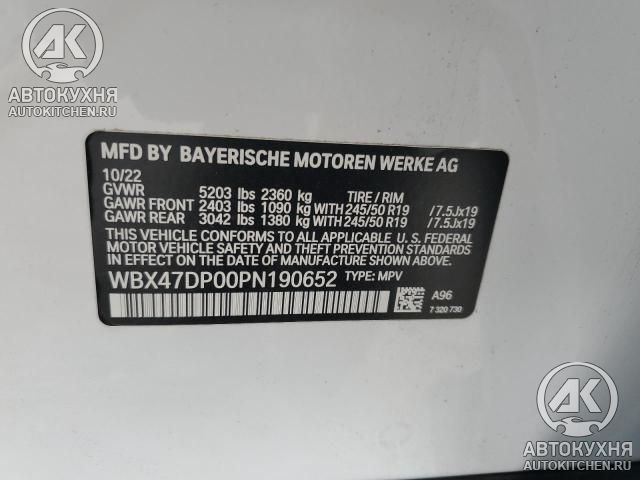 АК
АВТОКУХНЯ
AUTOKITCHEN.RU
MFD BY BAYERISCHE MOTOREN WERKE AG
10/22
GVWR 5203 lbs 2360 kg TIRE / RIM
GAWR FRONT 2403 lbs 1090 kg WITH 245/50 R19 /7.5Jx19
GAWR REAR 3042 lbs 1380 kg WITH 245/50 R19 /7.5Jx19
THIS VEHICLE CONFORMS TO ALL APPLICABLE U.S. FEDERAL
MOTOR VEHICLE SAFETY AND THEFT PREVENTION STANDARDS
IN EFFECT ON THE DATE OF MANUFACTURE SHOWN ABOVE.
WBX47DP00PN190652 TYPE: MPV
A96
7 320 730
АК
АВТОКУХНЯ
AUTOKITCHEN.RU